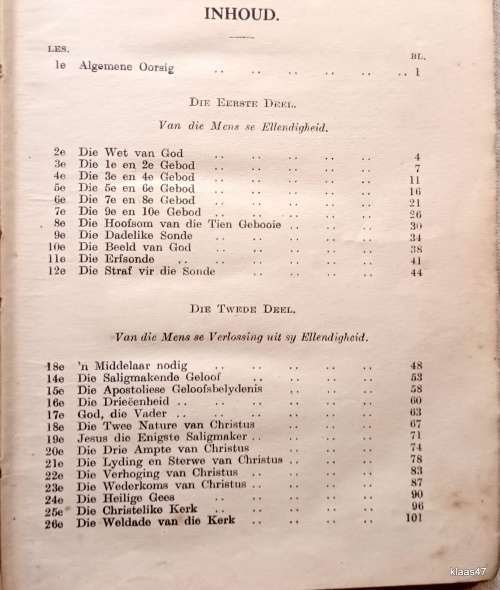 INHOUD.
LES. BL.
1e Algemene Oorsig .. .. .. .. .. .. 1
DIE EERSTE DEEL.
Van die Mens se Ellendigheid.
2e Die Wet van God .. .. .. .. .. 4
3e Die 1e en 2e Gebod .. .. .. .. .. 7
4e Die 3e en 4e Gebod .. .. .. .. .. 11
5e Die 5e en 6e Gebod .. .. .. .. .. 16
6e Die 7e en 8e Gebod .. .. .. .. .. 21
7e Die 9e en 10e Gebod .. .. .. .. .. 26
8e Die Hoofsom van die Tien Gebooie .. .. .. .. 30
9e Die Dadelike Sonde .. .. .. .. .. 34
10e Die Beeld van God .. .. .. .. .. 38
11e Die Erfsonde .. .. .. .. .. 41
12e Die Straf vir die Sonde .. .. .. .. 44
DIE TWEDE DEEL.
Van die Mens se Verlossing uit sy Ellendigheid.
18e 'n Middelaar nodig .. .. .. .. .. 48
14e Die Saligmakende Geloof .. .. .. .. 53
15e Die Apostoliese Geloofsbelydenis .. .. .. 58
16e Die Drieëenheid .. .. .. .. .. .. 60
17e God, die Vader .. .. .. .. .. .. 63
18e Die Twee Nature van Christus .. .. .. .. 67
19e Jesus die Enigste Saligmaker .. .. .. .. 71
20e Die Drie Ampte van Christus .. .. .. 74
21e Die Lyding en Sterwe van Christus .. .. .. .. 78
22e Die Verhoging van Christus .. .. .. .. 83
23e Die Wederkoms van Christus .. .. .. .. 87
24e Die Heilige Gees .. .. .. .. .. 90
25e Die Christelike Kerk .. .. .. .. .. 96
26e Die Weldade van die Kerk .. .. .. .. 101
klaas47